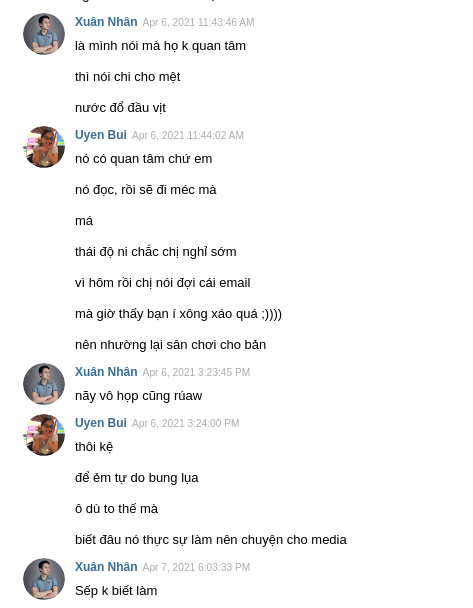 Xuân Nhân Apr 6, 2021 11:43:46 AM
là mình nói mà họ k quan tâm
thì nói chi cho mệt
nước đổ đầu vịt
Uyen Bui Apr 6, 2021 11:44:02 AM
nó có quan tâm chứ em
nó đọc, rồi sẽ đi méc mà
má
thái độ ni chắc chị nghỉ sớm
vì hôm rồi chị nói đợi cái email
mà giờ thấy bạn í xông xáo quá ;))))
nên nhường lại sân chơi cho bản
Xuân Nhân Apr 6, 2021 3:23:45 PM
nãy vô họp cũng rúaw
Uyen Bui Apr 6, 2021 3:24:00 PM
thôi kệ
để ẻm tự do bung lụa
ô dù to thế mà
biết đâu nó thực sự làm nên chuyện cho media
Xuân Nhân Apr 7, 2021 6:03:33 PM
Sếp k biết làm